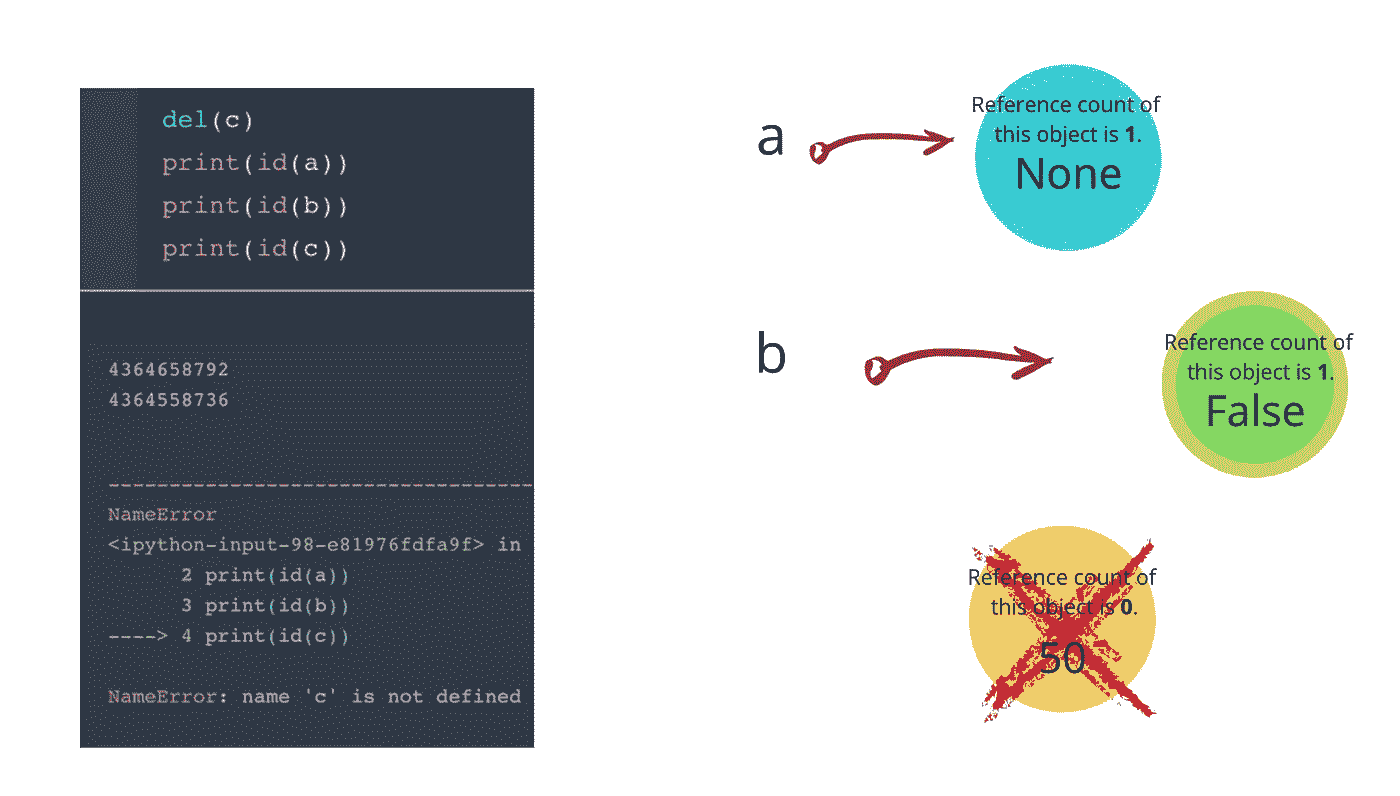 del(c)
print(id(a))
print(id(b))
print(id(c))
4364658792
4364558736
--------------------------------
NameError
<ipython-input-98-e81976fdfa9f> in
2 print(id(a))
3 print(id(b))
----> 4 print(id(c))
NameError: name 'c' is not defined
a
Reference count of
this object is 1.
None
b
Reference count of
this object is 1.
False
Reference count of
this object is 0.
50